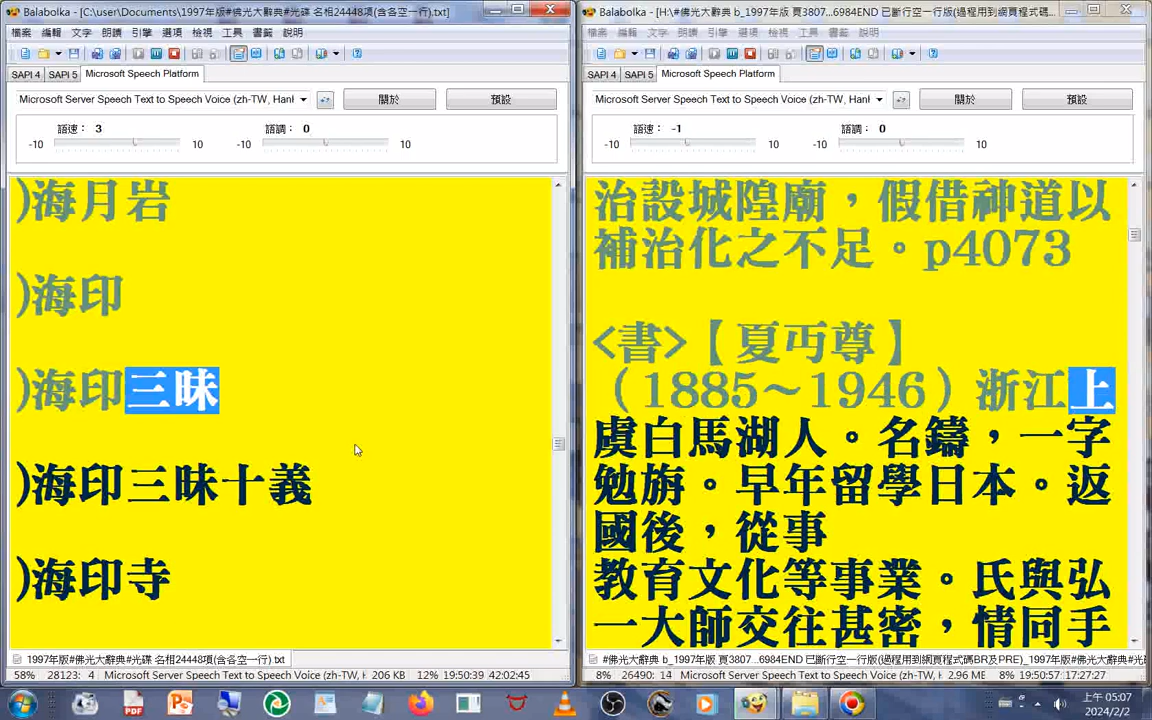 Balabolka - [C:\user\Documents\1997年版#佛光大辭典#光碟 名相24448項(含各空一行).txt]
檔案 編輯 文字 朗讀 引擎 選項 檢視 工具 書籤 說明
SAPI 4 SAPI 5 Microsoft Speech Platform
Microsoft Server Speech Text to Speech Voice (zh-TW, Hanl
關於
預設
語速： 3
語調： 0
-10 10 -10 10
)海月岩
)海印
)海印三昧
)海印三昧十義
)海印寺
1997年版#佛光大辭典#光碟 名相24448項(含各空一行).txt
58% 28123: 4 Microsoft Server Speech Text to Speech Voice (zh-TW, H 206 KB 12% 19:50:39 42:02:45
Balabolka - [H:\#佛光大辭典 b_1997年版 頁3807...6984END 已斷行空一行版(過程用到網頁程式碼...
檔案 編輯 文字 朗讀 引擎 選項 檢視 工具 書籤 說明
SAPI 4 SAPI 5 Microsoft Speech Platform
Microsoft Server Speech Text to Speech Voice (zh-TW, Hanl
關於
預設
語速： -1
語調： 0
-10 10 -10 10
治設城隍廟，假借神道以
補治化之不足。p4073
<書>【夏丏尊】
（1885～1946）浙江上
虞白馬湖人。名鑄，一字
勉旃。早年留學日本。返
國後，從事
教育文化等事業。氏與弘
一大師交往甚密，情同手
#佛光大辭典 b_1997年版 頁3807...6984END 已斷行空一行版(過程用到網頁程式碼BR及PRE)_1997年版#光
8% 26490: 14 Microsoft Server Speech Text to Speech Voice (zh-TW, H 2.96 ME 8% 19:50:57 17:27:27
上午 05:07
2024/2/2